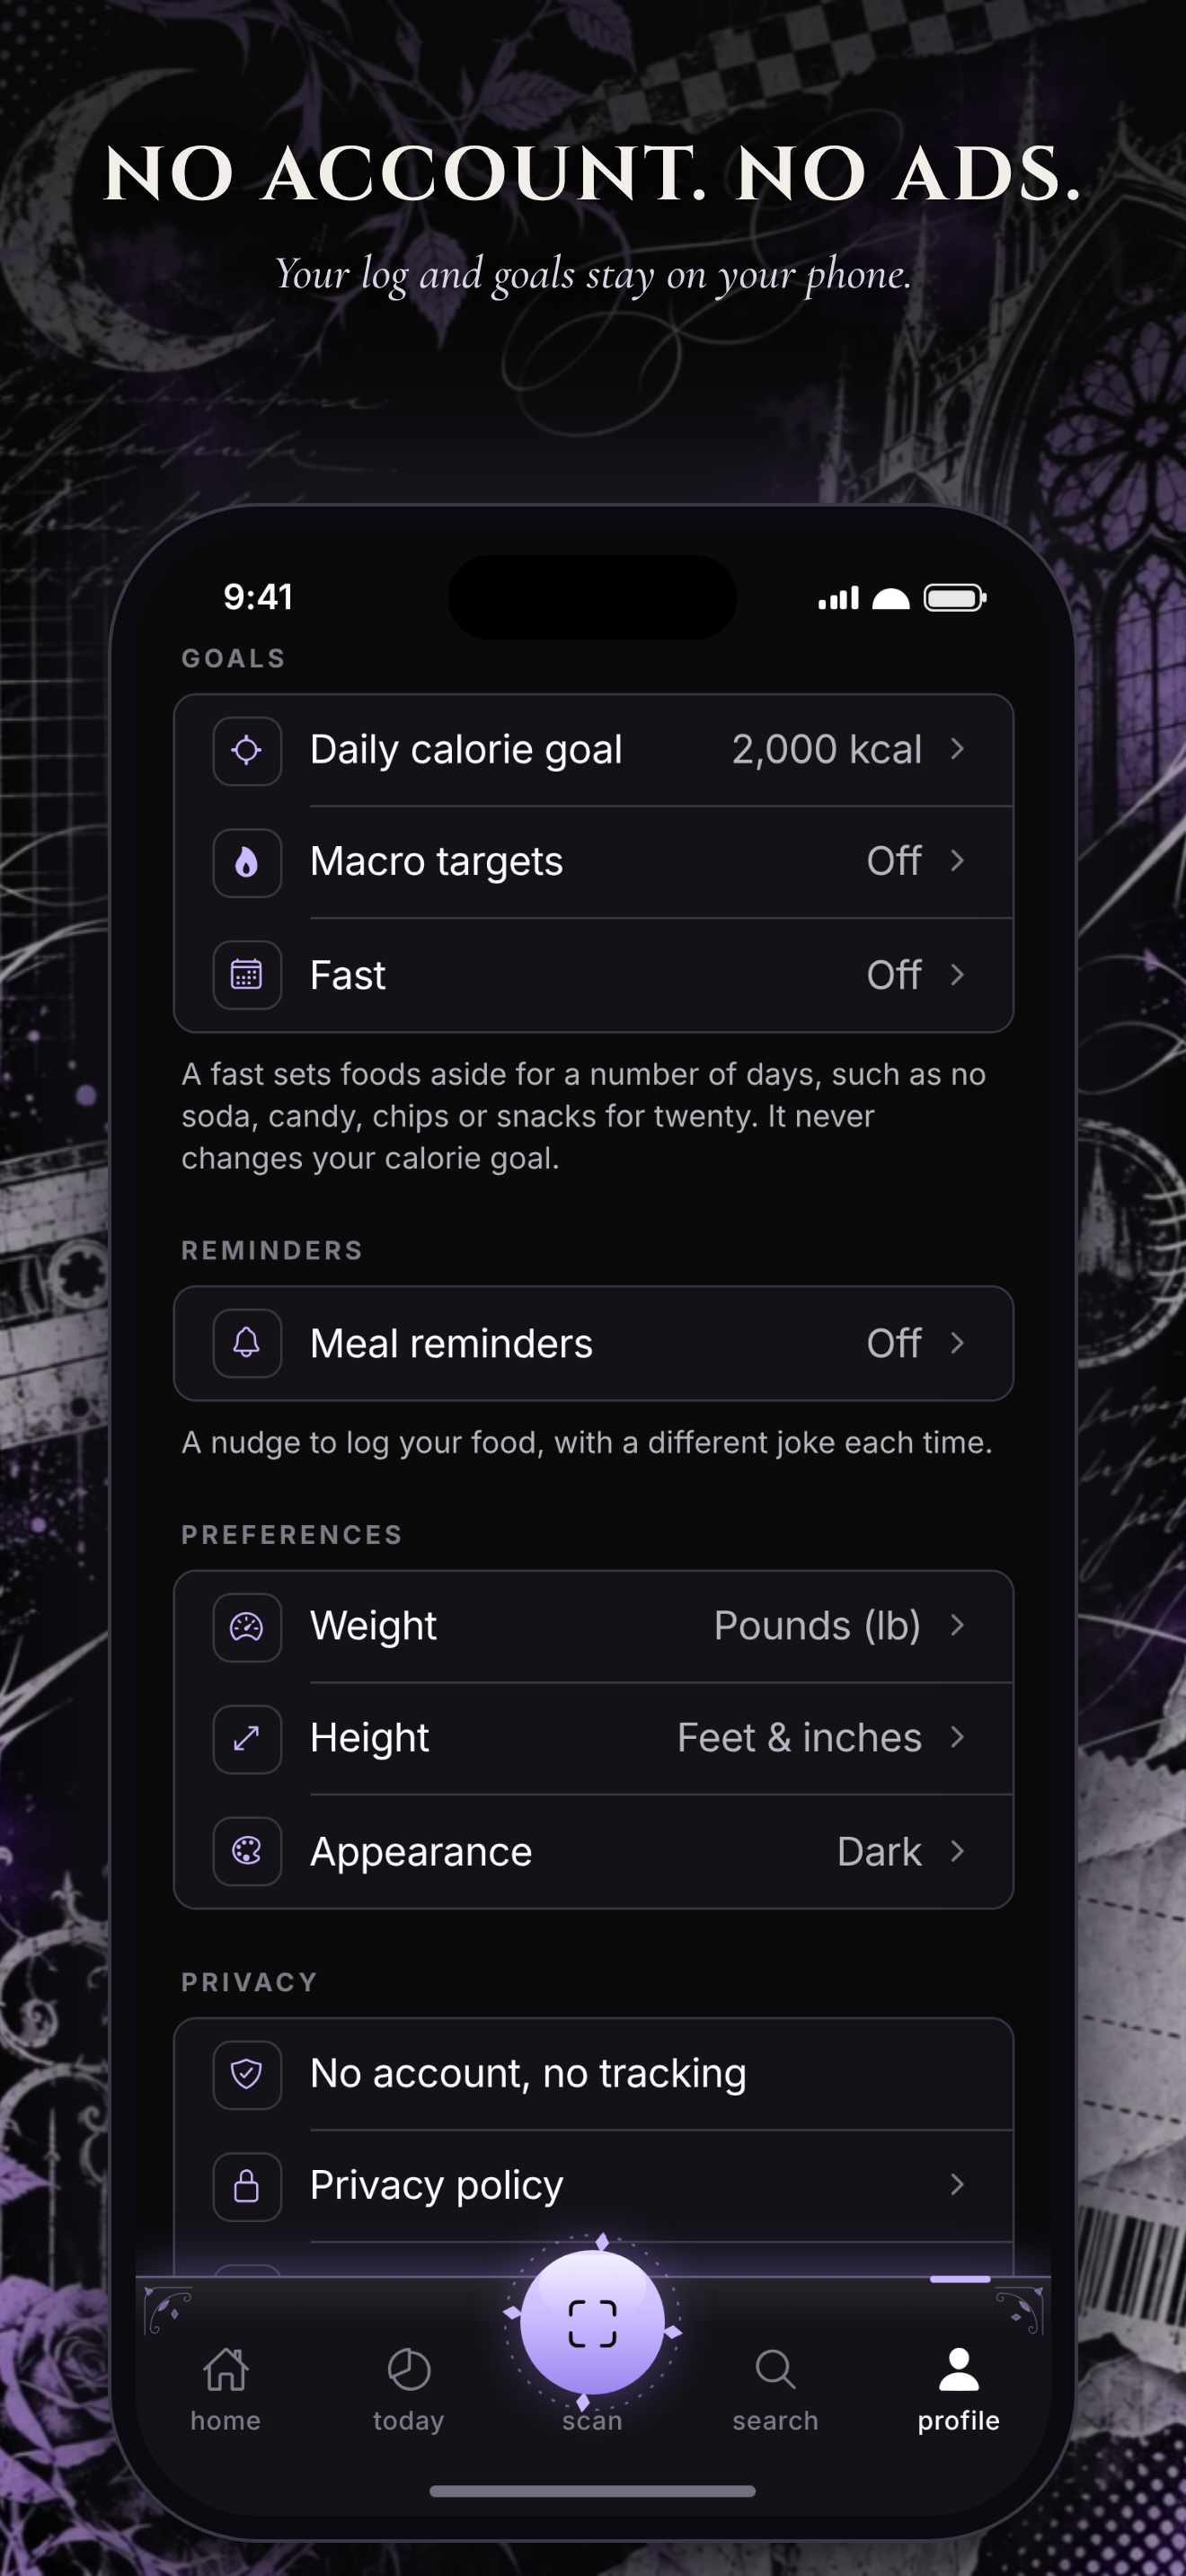 NO ACCOUNT. NO ADS.
Your log and goals stay on your phone.
9:41
GOALS
Daily calorie goal 2,000 kcal
Macro targets Off
Fast Off
A fast sets foods aside for a number of days, such as no
soda, candy, chips or snacks for twenty. It never
changes your calorie goal.
REMINDERS
Meal reminders Off
A nudge to log your food, with a different joke each time.
PREFERENCES
Weight Pounds (lb)
Height Feet & inches
Appearance Dark
PRIVACY
No account, no tracking
Privacy policy
home today scan search profile